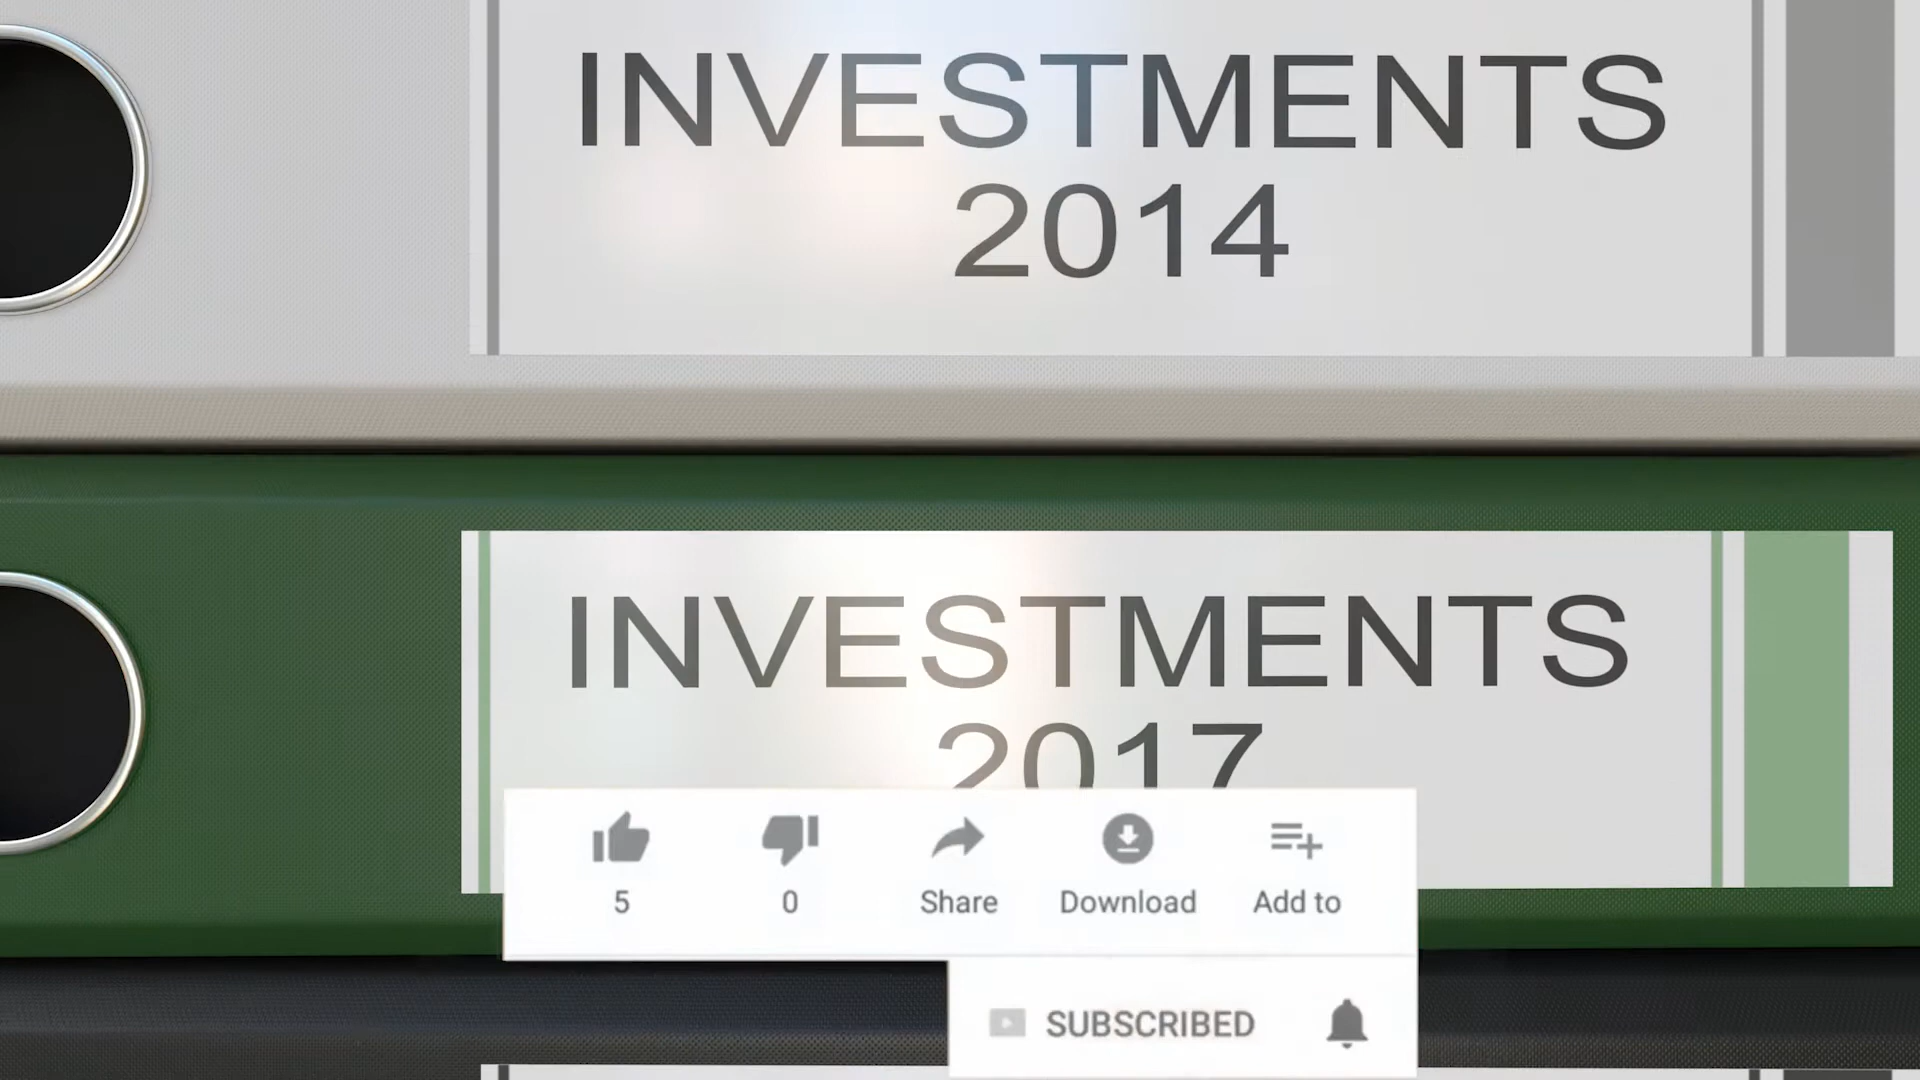 INVESTMENTS
2014
INVESTMENTS
2017
5 0 Share Download Add to
SUBSCRIBED